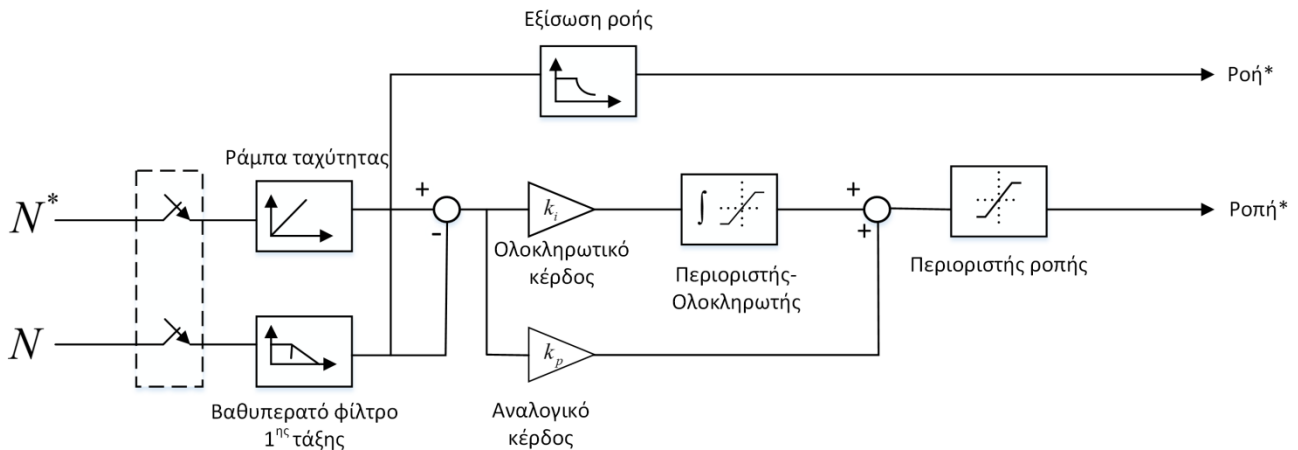 Εξίσωση ροής
Ροή*
Ράμπα ταχύτητας
N*
+
-
k_i
+
+
Ροπή*
Ολοκληρωτικό
κέρδος
Περιοριστής-
Ολοκληρωτής
∫
Περιοριστής ροπής
N
k_p
Βαθυπερατό φίλτρο
1ης τάξης
Αναλογικό
κέρδος